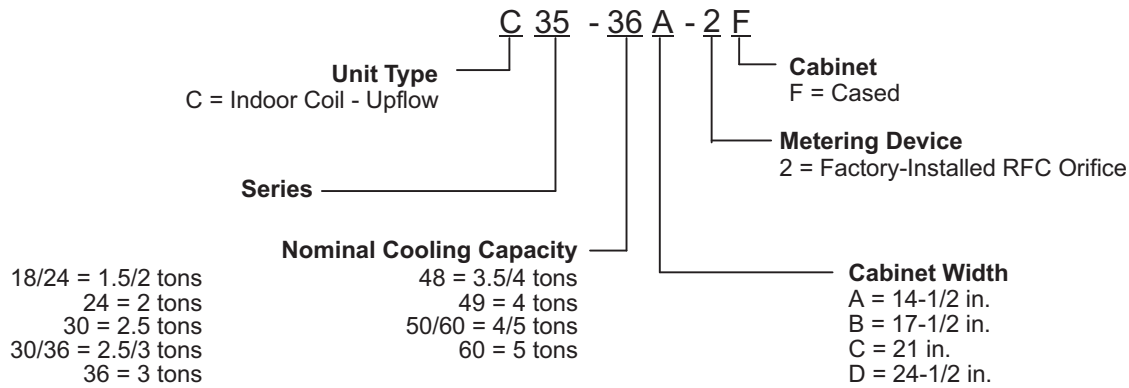 C 35 - 36 A - 2 F
Unit Type
C = Indoor Coil - Upflow
Cabinet
F = Cased
Metering Device
2 = Factory-Installed RFC Orifice
Series
Nominal Cooling Capacity
18/24 = 1.5/2 tons
24 = 2 tons
30 = 2.5 tons
30/36 = 2.5/3 tons
36 = 3 tons
48 = 3.5/4 tons
49 = 4 tons
50/60 = 4/5 tons
60 = 5 tons
Cabinet Width
A = 14-1/2 in.
B = 17-1/2 in.
C = 21 in.
D = 24-1/2 in.